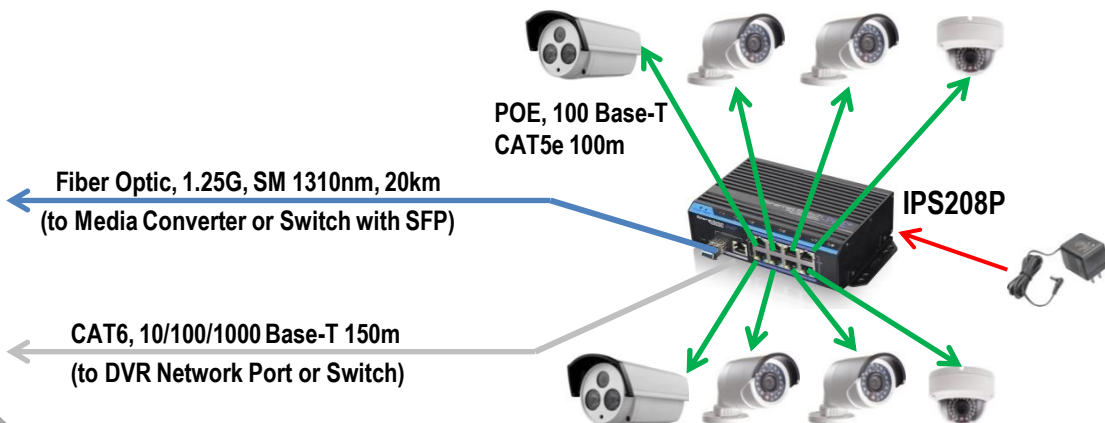 POE, 100 Base-T
CAT5e 100m
Fiber Optic, 1.25G, SM 1310nm, 20km
(to Media Converter or Switch with SFP)
IPS208P
CAT6, 10/100/1000 Base-T 150m
(to DVR Network Port or Switch)